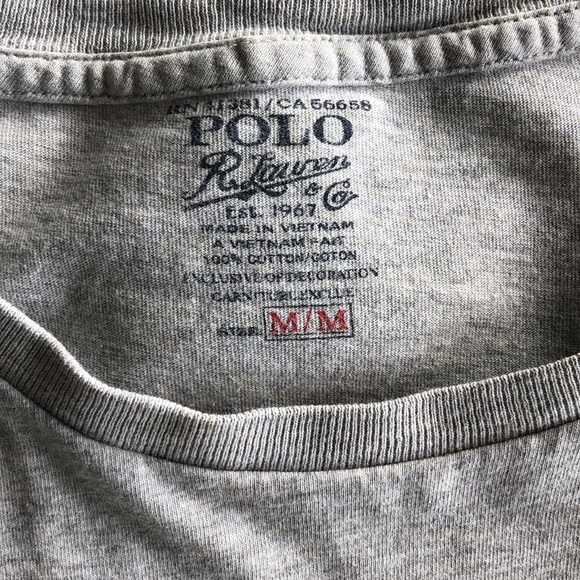 RN 41381/CA 56658
POLO
R. Lauren
& Co
EST. 1967
MADE IN VIETNAM
A VIETNAM FAIT
100% COTTON/COTON
EXCLUSIVE OF DECORATION
GARNITURE EXCLUE
SIZE: M/M